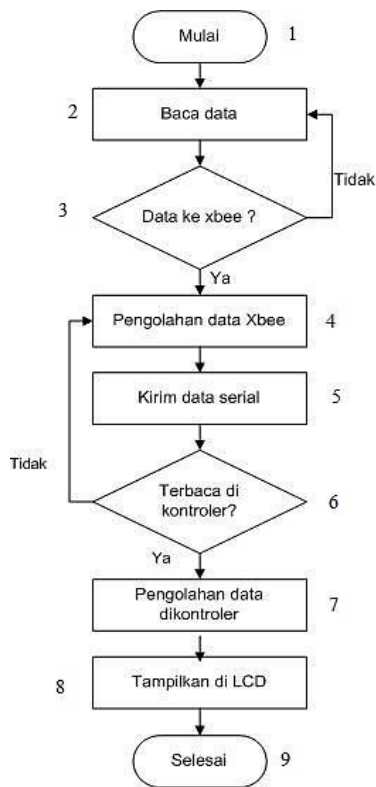 Mulai
1
2
Baca data
Tidak
3
Data ke xbee ?
Ya
Pengolahan data Xbee
4
Kirim data serial
5
Tidak
Terbaca di
kontroler?
6
Ya
Pengolahan data
dikontroler
7
8
Tampilkan di LCD
Selesai
9